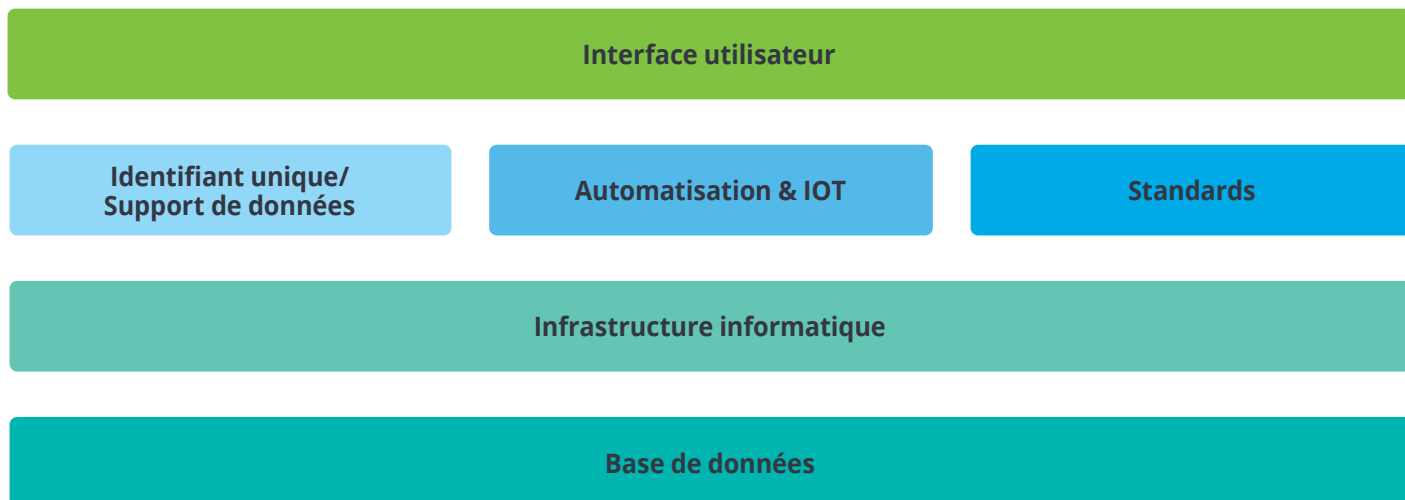 Interface utilisateur
Identifiant unique/
Support de données
Automatisation & IOT
Standards
Infrastructure informatique
Base de données